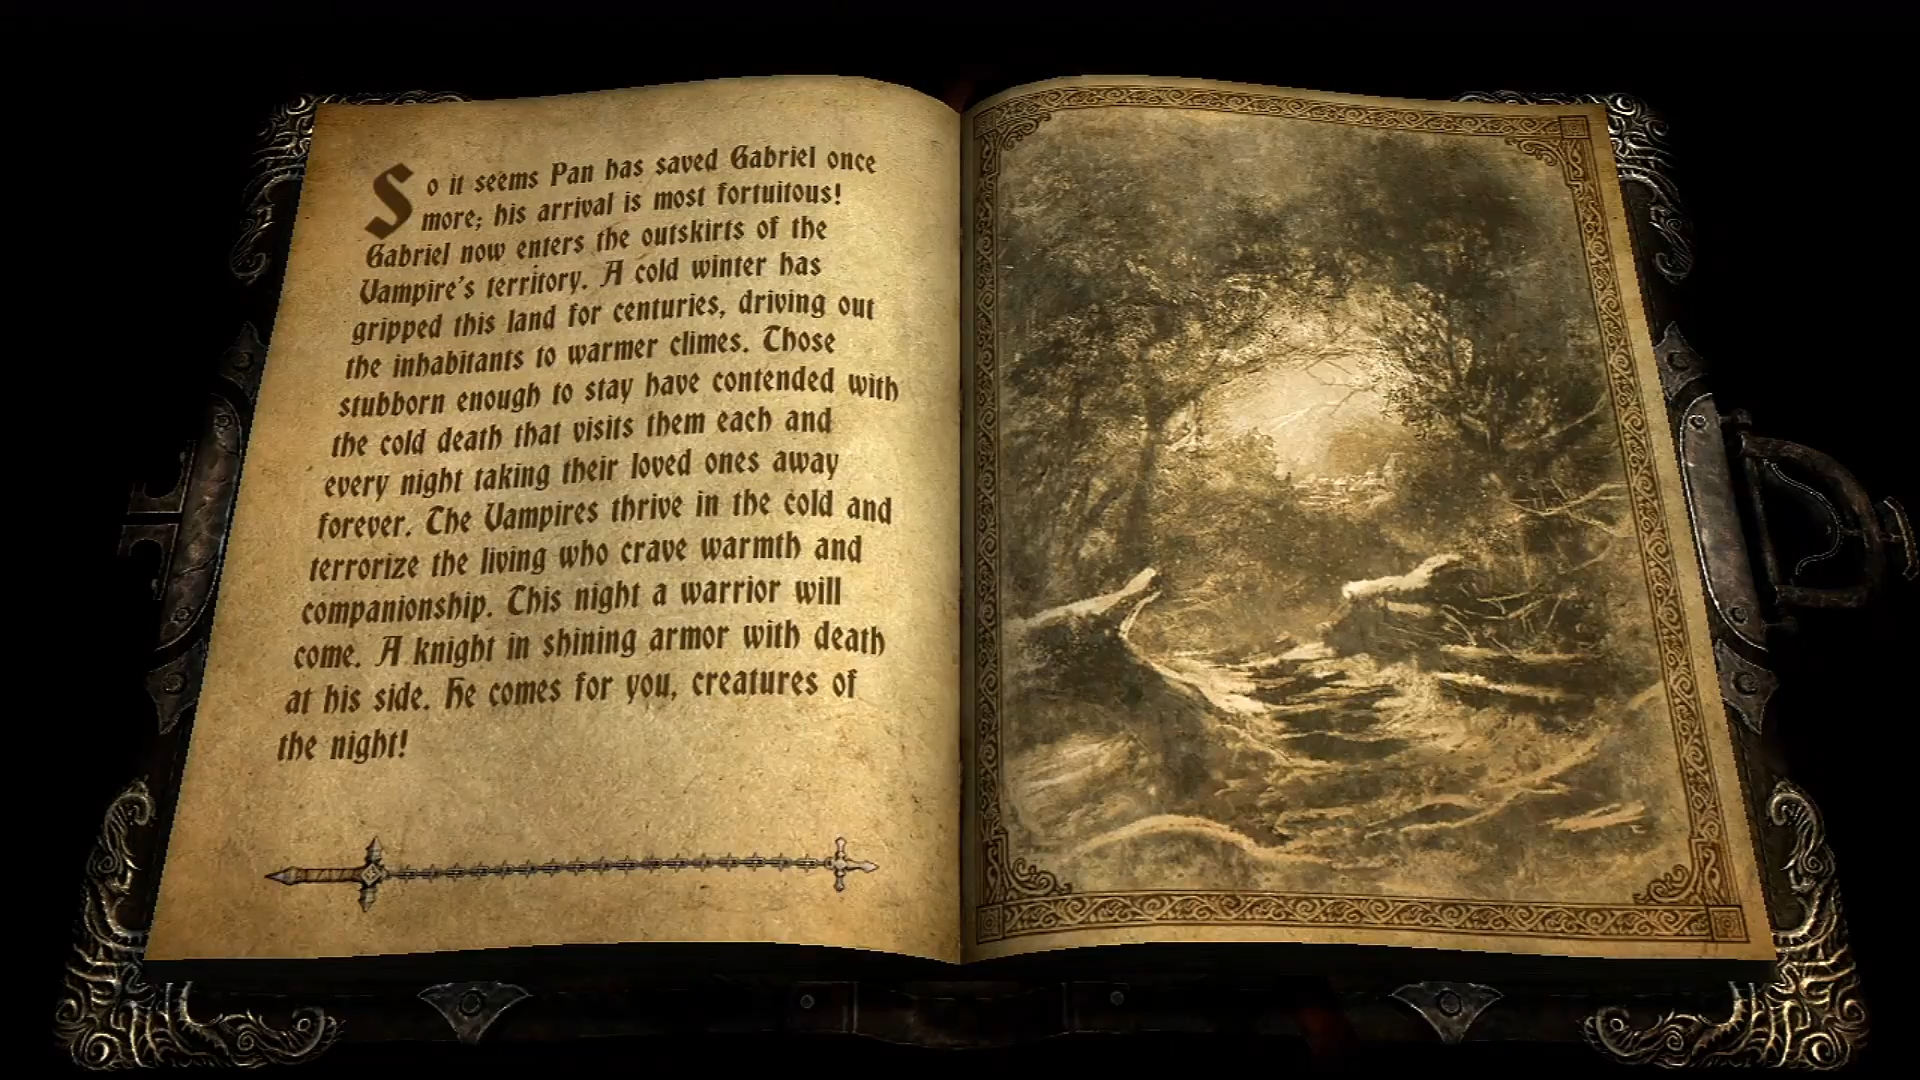 So it seems Pan has saved Gabriel once
more; his arrival is most fortuitous!
Gabriel now enters the outskirts of the
Vampire's territory. A cold winter has
gripped this land for centuries, driving out
the inhabitants to warmer climes. Those
stubborn enough to stay have contended with
the cold death that visits them each and
every night taking their loved ones away
forever. The Vampires thrive in the cold and
terrorize the living who crave warmth and
companionship. This night a warrior will
come. A knight in shining armor with death
at his side. He comes for you, creatures of
the night!